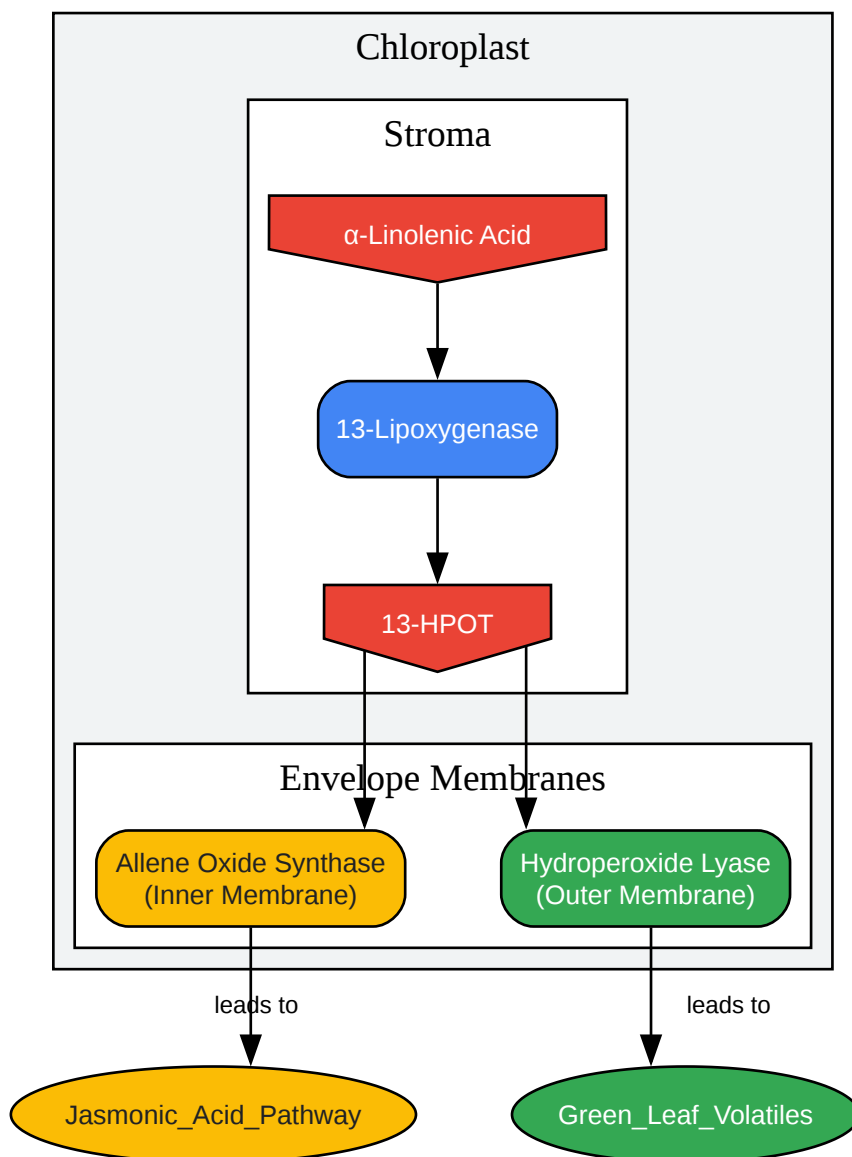 Chloroplast
Stroma
α-Linolenic Acid
13-Lipoxygenase
13-HPOT
Envelope Membranes
Allene Oxide Synthase
(Inner Membrane)
Hydroperoxide Lyase
(Outer Membrane)
leads to
leads to
Jasmonic_Acid_Pathway
Green_Leaf_Volatiles